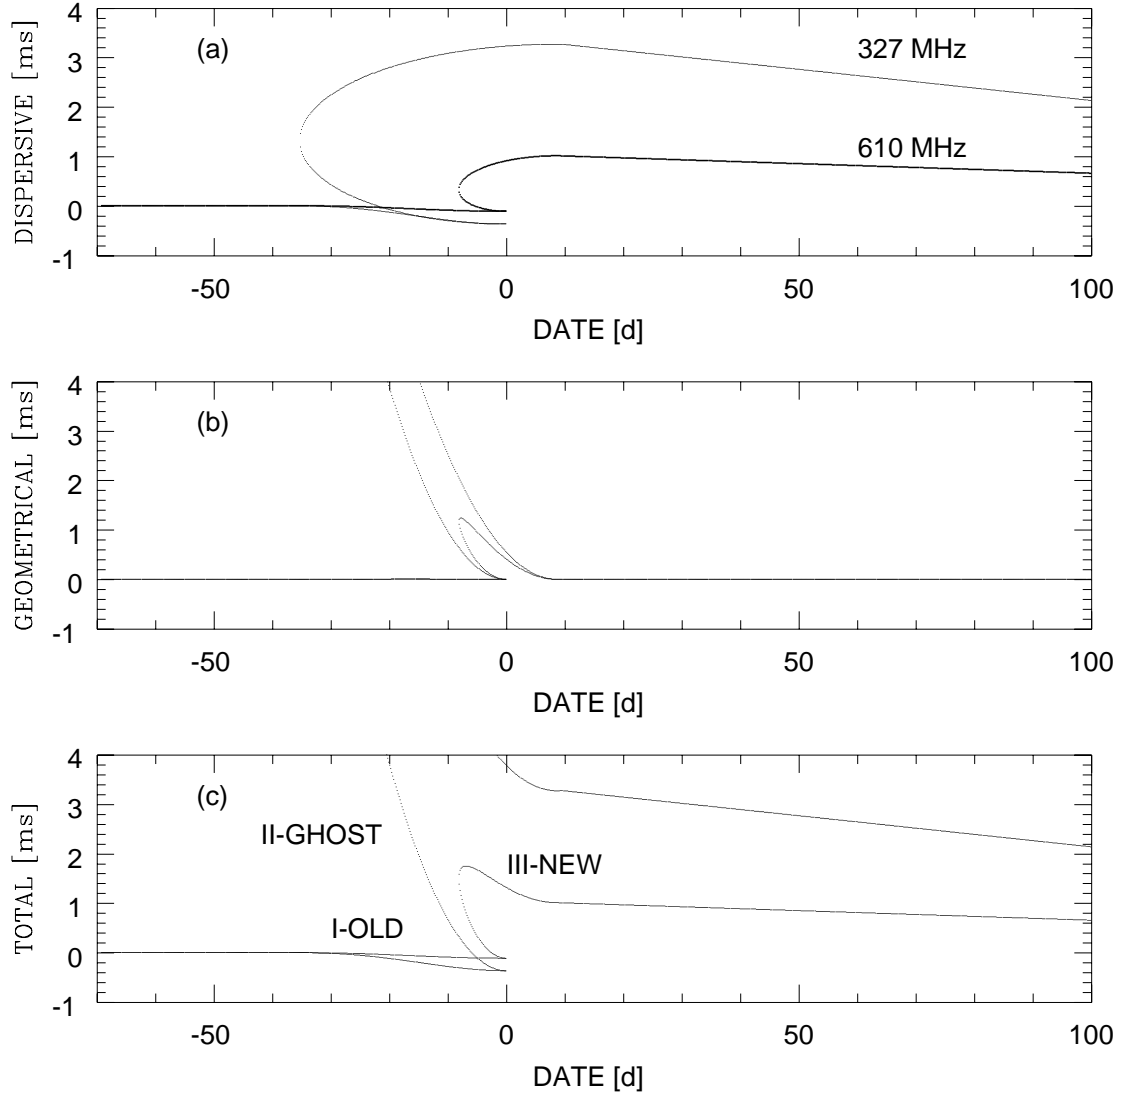 4
(a)
327 MHz
3
2
610 MHz
1
0
-1
DISPERSIVE [ms]
-50 0 50 100
DATE [d]
4
(b)
3
2
1
0
-1
GEOMETRICAL [ms]
-50 0 50 100
DATE [d]
4
(c)
3
II-GHOST
2
III-NEW
1
I-OLD
0
-1
TOTAL [ms]
-50 0 50 100
DATE [d]